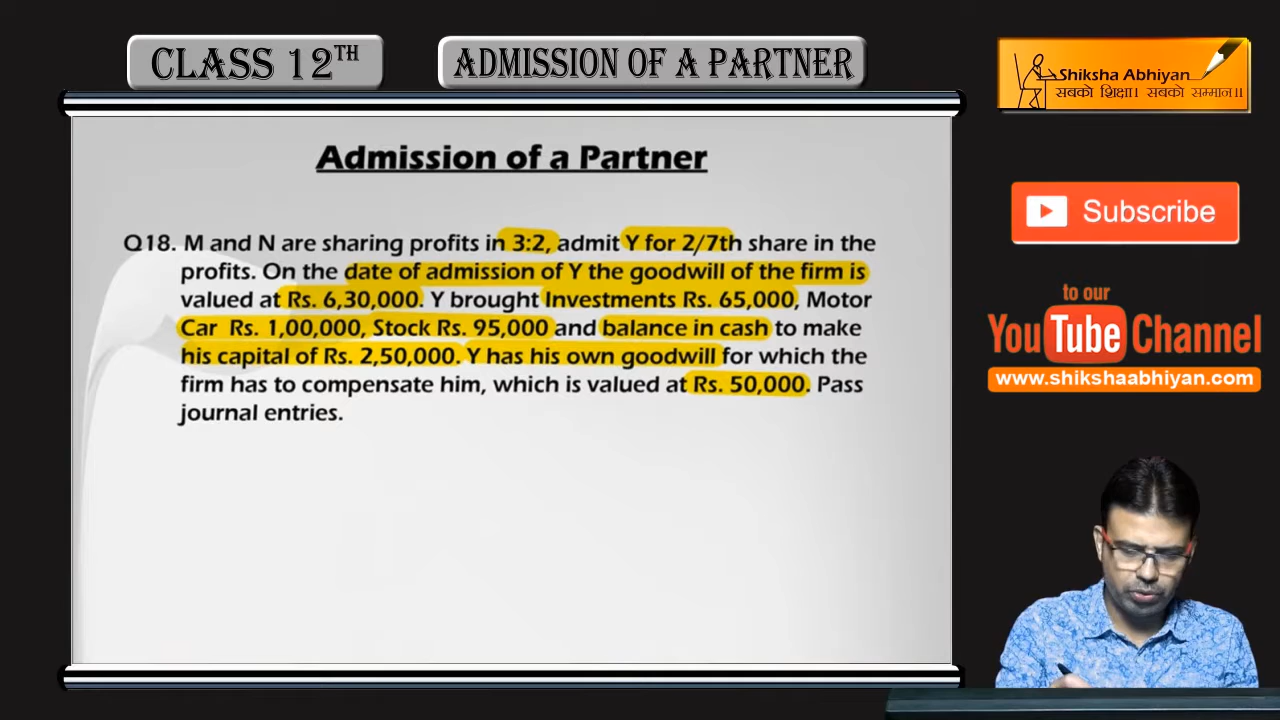 CLASS 12TH
ADMISSION OF A PARTNER
Shiksha Abhiyan
सबको शिक्षा। सबको सम्मान।।
Admission of a Partner
Q18. M and N are sharing profits in 3:2, admit Y for 2/7th share in the
profits. On the date of admission of Y the goodwill of the firm is
valued at Rs. 6,30,000. Y brought Investments Rs. 65,000, Motor
Car Rs. 1,00,000, Stock Rs. 95,000 and balance in cash to make
his capital of Rs. 2,50,000. Y has his own goodwill for which the
firm has to compensate him, which is valued at Rs. 50,000. Pass
journal entries.
Subscribe
to our
YouTube Channel
www.shikshaabhiyan.com